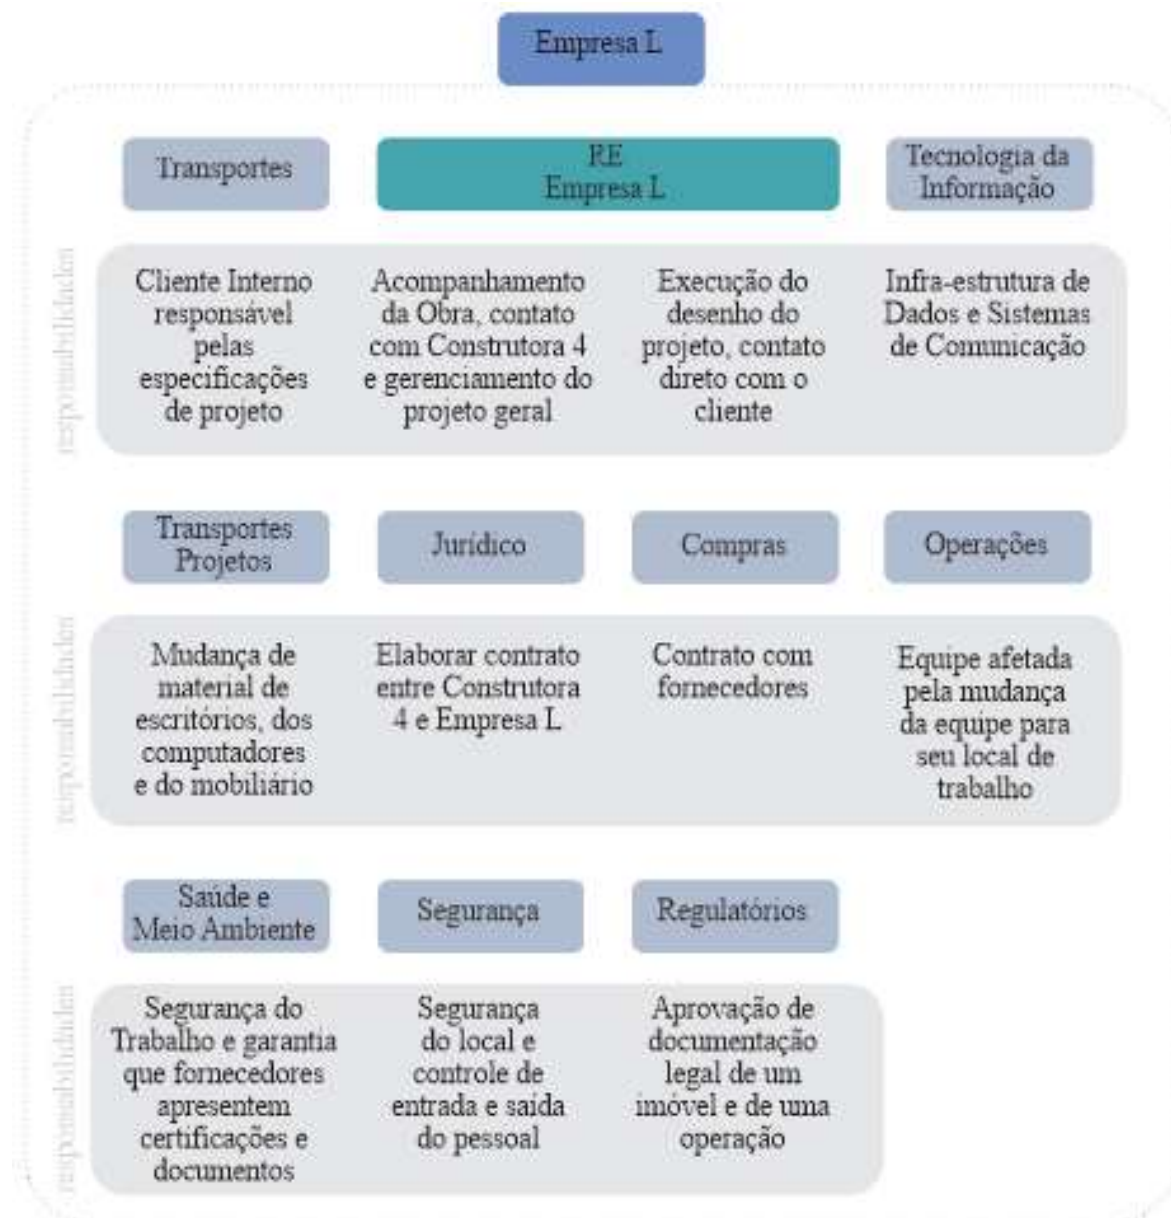 Empresa L
Transportes
RE
Empresa L
Tecnologia da
Informação
responsabilidades
Cliente Interno
responsável
pelas
especificações
de projeto
Acompanhamento
da Obra, contato
com Construtora 4
e gerenciamento do
projeto geral
Execução do
desenho do
projeto, contato
direto com o
cliente
Infra-estrutura de
Dados e Sistemas
de Comunicação
Transportes
Projetos
Jurídico
Compras
Operações
responsabilidades
Mudança de
material de
escritórios, dos
computadores
e do mobiliário
Elaborar contrato
entre Construtora
4 e Empresa L
Contrato com
fornecedores
Equipe afetada
pela mudança
da equipe para
seu local de
trabalho
Saúde e
Meio Ambiente
Segurança
Regulatórios
responsabilidades
Segurança do
Trabalho e garantia
que fornecedores
apresentem
certificações e
documentos
Segurança
do local e
controle de
entrada e saída
do pessoal
Aprovação de
documentação
legal de um
imóvel e de uma
operação